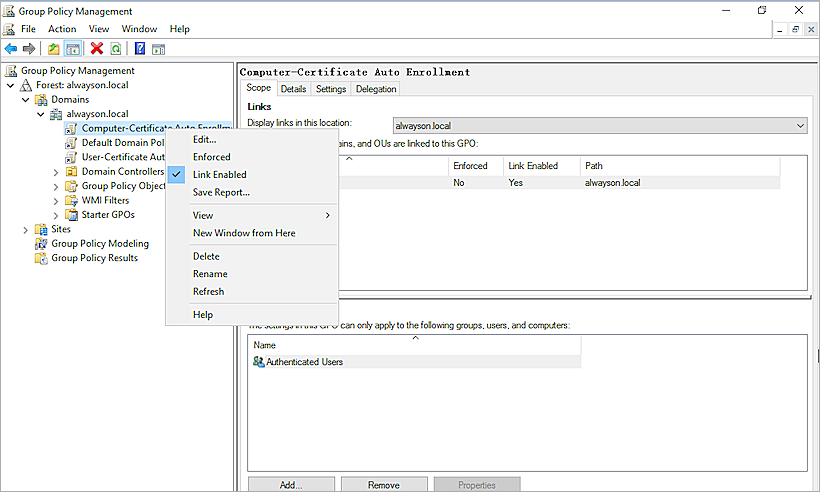 Group Policy Management
File Action View Window Help
Group Policy Management
Forest: alwayson.local
Domains
alwayson.local
Computer-Certificate Auto Enrollm
Default Domain Pol
User-Certificate Aut
Domain Controllers
Group Policy Object
WMI Filters
Starter GPOs
Sites
Group Policy Modeling
Group Policy Results
Edit...
Enforced
Link Enabled
Save Report...
View
New Window from Here
Delete
Rename
Refresh
Help
Computer-Certificate Auto Enrollment
Scope Details Settings Delegation
Links
Display links in this location: alwayson.local
ains, and OUs are linked to this GPO:
Enforced Link Enabled Path
No Yes alwayson.local
The settings in this GPO can only apply to the following groups, users, and computers:
Name
Authenticated Users
Add... Remove Properties